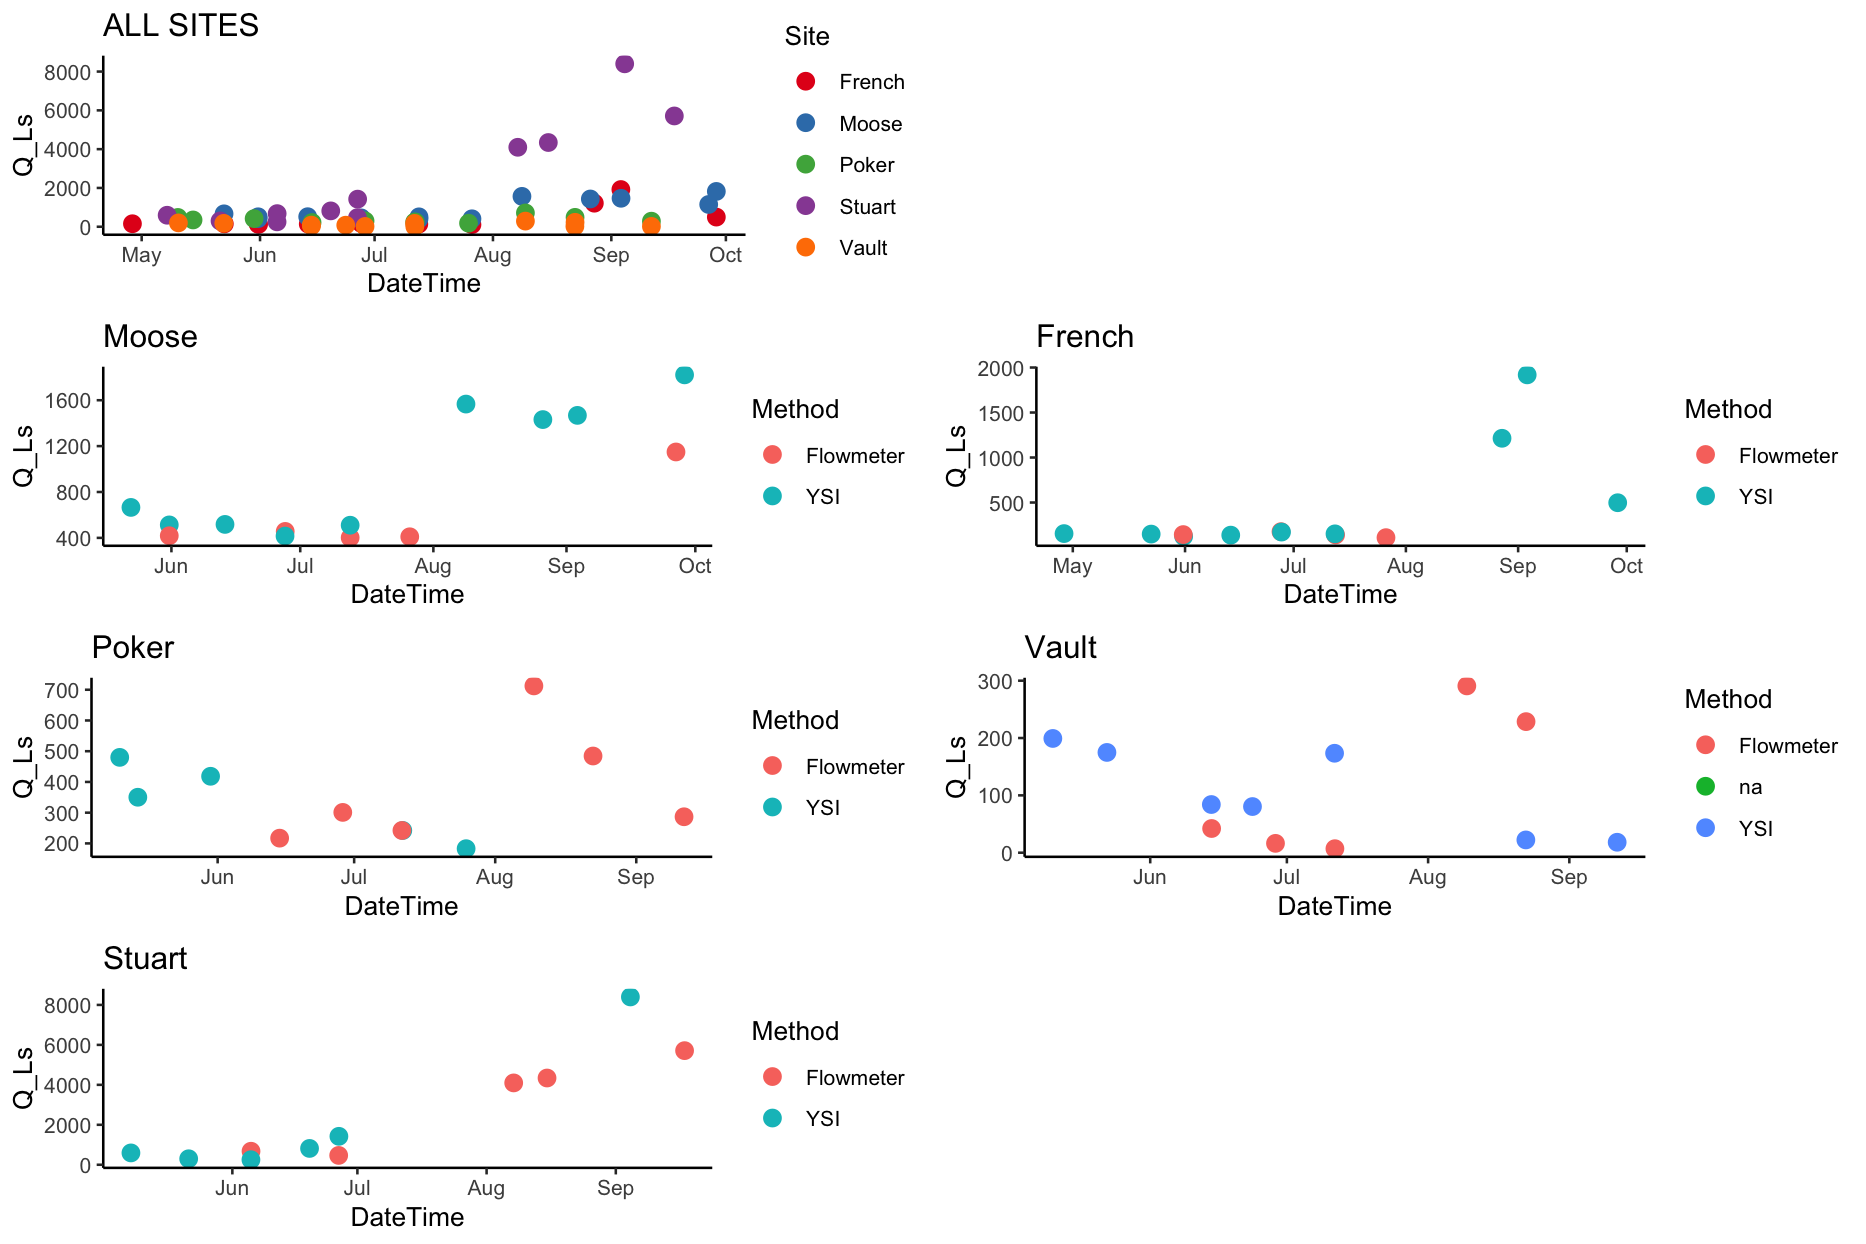 ALL SITES
Q_Ls
8000
6000
4000
2000
0
May Jun Jul Aug Sep Oct
DateTime
Site
French
Moose
Poker
Stuart
Vault
Moose
Q_Ls
1600
1200
800
400
Jun Jul Aug Sep Oct
DateTime
Method
Flowmeter
YSI
French
Q_Ls
2000
1500
1000
500
May Jun Jul Aug Sep Oct
DateTime
Method
Flowmeter
YSI
Poker
Q_Ls
700
600
500
400
300
200
Jun Jul Aug Sep
DateTime
Method
Flowmeter
YSI
Vault
Q_Ls
300
200
100
0
Jun Jul Aug Sep
DateTime
Method
Flowmeter
na
YSI
Stuart
Q_Ls
8000
6000
4000
2000
0
Jun Jul Aug Sep
DateTime
Method
Flowmeter
YSI